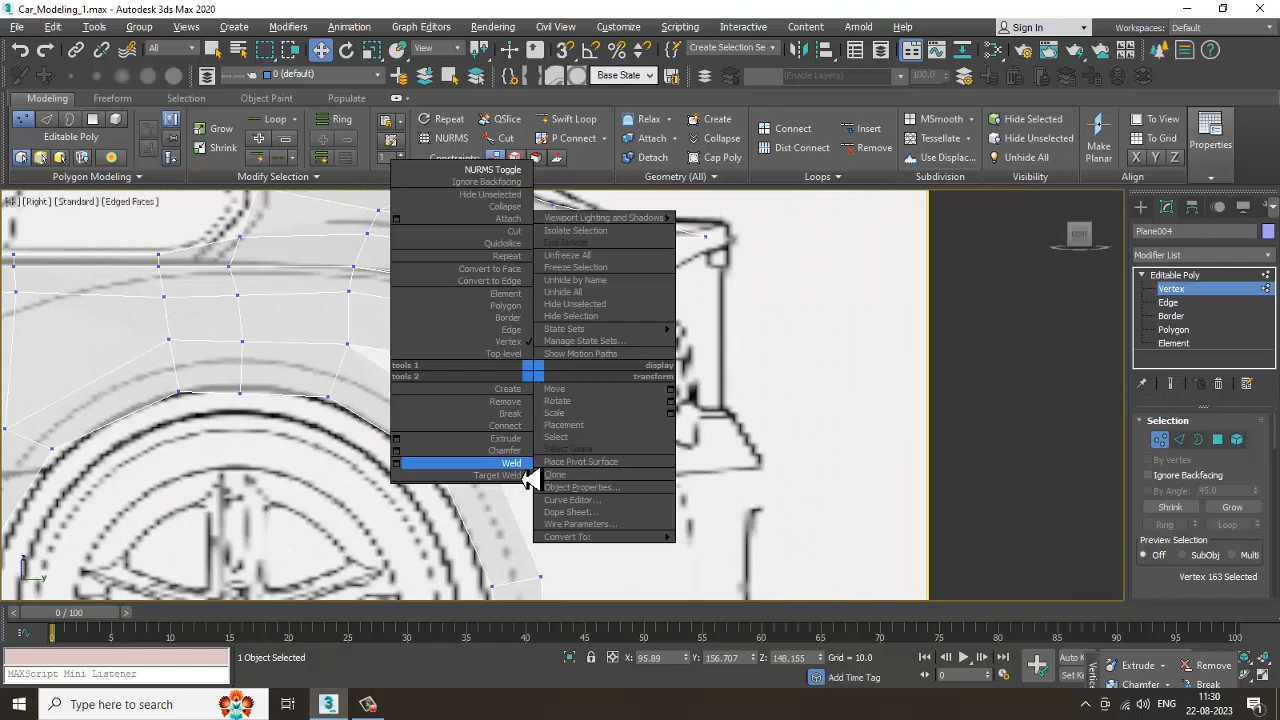 Car_Modeling_1.max - Autodesk 3ds Max 2020
File Edit Tools Group Views Create Modifiers Animation Graph Editors Rendering Civil View Customize Scripting Interactive Content Arnold Help Sign In Workspaces: Default
All View Create Selection Se
0 (default) Base State (Enable Layers) 100.0
Modeling Freeform Selection Object Paint Populate
Grow Loop Ring Repeat QSlice Swift Loop Relax Create Connect Insert MSmooth Hide Selected To View
Editable Poly Shrink NURMS Cut P Connect Attach Collapse Dist Connect Remove Tessellate Hide Unselected Make Planar To Grid Properties
1 Constraints: Detach Cap Poly Use Displac... Unhide All X Y Z
Polygon Modeling Modify Selection Geometry (All) Loops Subdivision Visibility Align
[Right] [Standard] [Edged Faces]
NURMS Toggle
Ignore Backfacing
Hide Unselected
Collapse
Attach
Cut
Quickslice
Repeat
Convert to Face
Convert to Edge
Element
Polygon
Border
Edge
Vertex
Top-level
tools 1 display
tools 2 transform
Create
Remove
Break
Connect
Extrude
Chamfer
Weld
Target Weld
Viewport Lighting and Shadows
Isolate Selection
End Isolate
Unfreeze All
Freeze Selection
Unhide by Name
Unhide All
Hide Unselected
Hide Selection
State Sets
Manage State Sets...
Show Motion Paths
Move
Rotate
Scale
Placement
Select
Select Similar
Place Pivot Surface
Clone
Object Properties...
Curve Editor...
Dope Sheet...
Wire Parameters...
Convert To:
RIGHT
Plane004
Modifier List
Editable Poly
Vertex
Edge
Border
Polygon
Element
Selection
By Vertex
Ignore Backfacing
By Angle: 45.0
Shrink Grow
Ring Loop
Preview Selection
Off SubObj Multi
Vertex 163 Selected
z y
0 / 100
0 5 10 15 20 25 30 35 40 45 50 55 60 65 70 75 80 85 90 95 100
1 Object Selected X: 95.89 Y: 156.707 Z: 148.155 Grid = 10.0 Auto K Extrude Remove
MAXScript Mini Listener Add Time Tag 0 Set K Vertex Chamfer Break
Type here to search ENG 11:30
22-08-2023